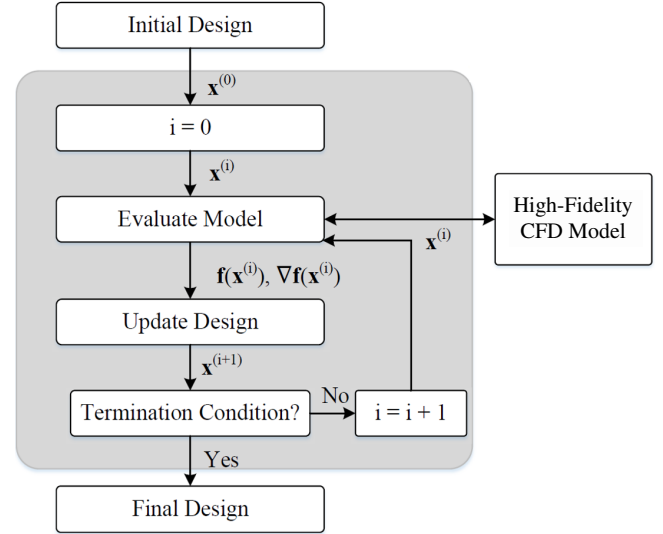 Initial Design
x^(0)
i = 0
x^(i)
Evaluate Model
High-Fidelity
CFD Model
x^(i)
f(x^(i)), ∇f(x^(i))
Update Design
x^(i+1)
Termination Condition?
No
i = i + 1
Yes
Final Design